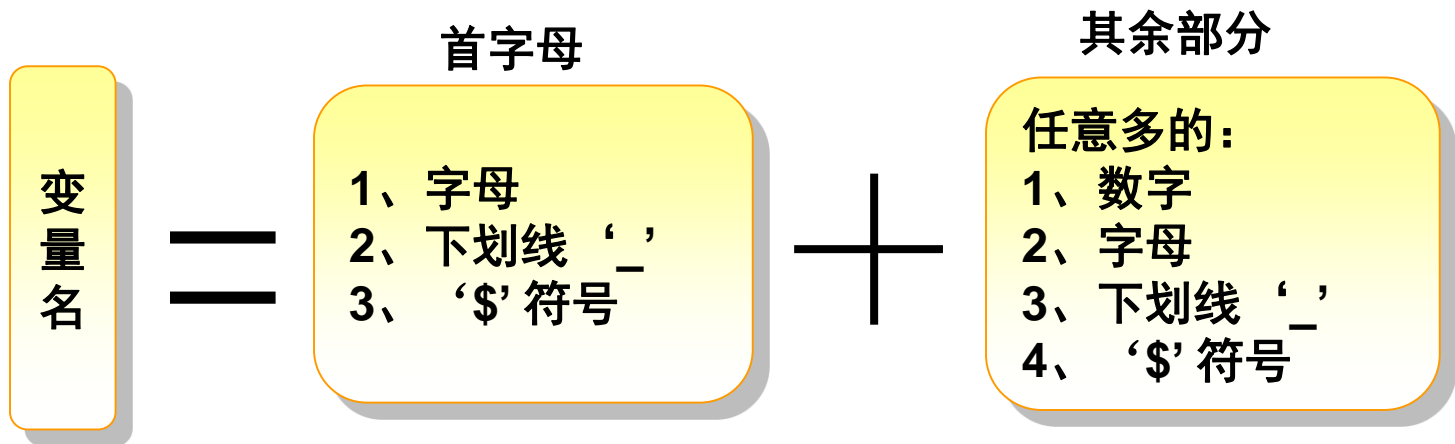 首字母
其余部分
变量名
1、字母
2、下划线‘_’
3、‘$’符号
任意多的：
1、数字
2、字母
3、下划线‘_’
4、‘$’符号